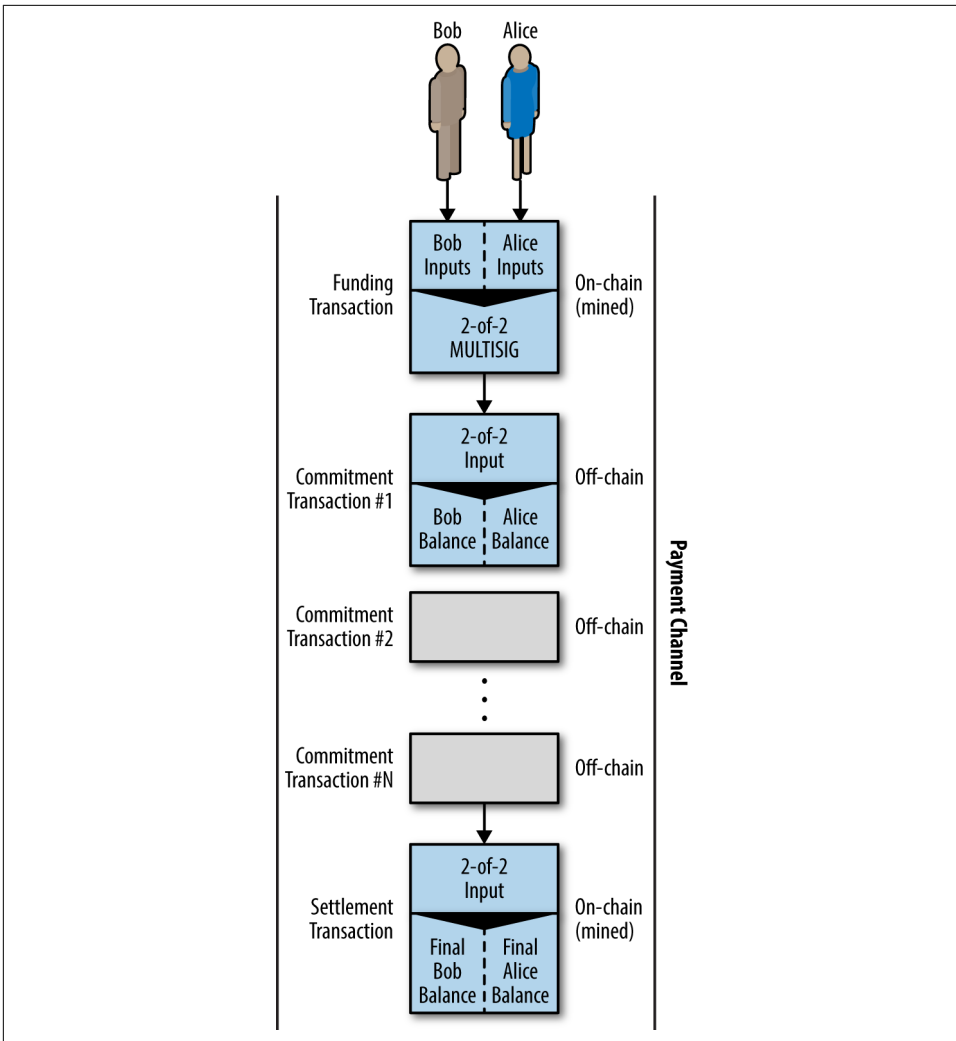 Bob
Alice
Funding
Transaction
Bob
Inputs
Alice
Inputs
2-of-2
MULTISIG
On-chain
(mined)
Commitment
Transaction #1
2-of-2
Input
Bob
Balance
Alice
Balance
Off-chain
Commitment
Transaction #2
Off-chain
Commitment
Transaction #N
Off-chain
Settlement
Transaction
2-of-2
Input
Final
Bob
Balance
Final
Alice
Balance
On-chain
(mined)
Payment Channel